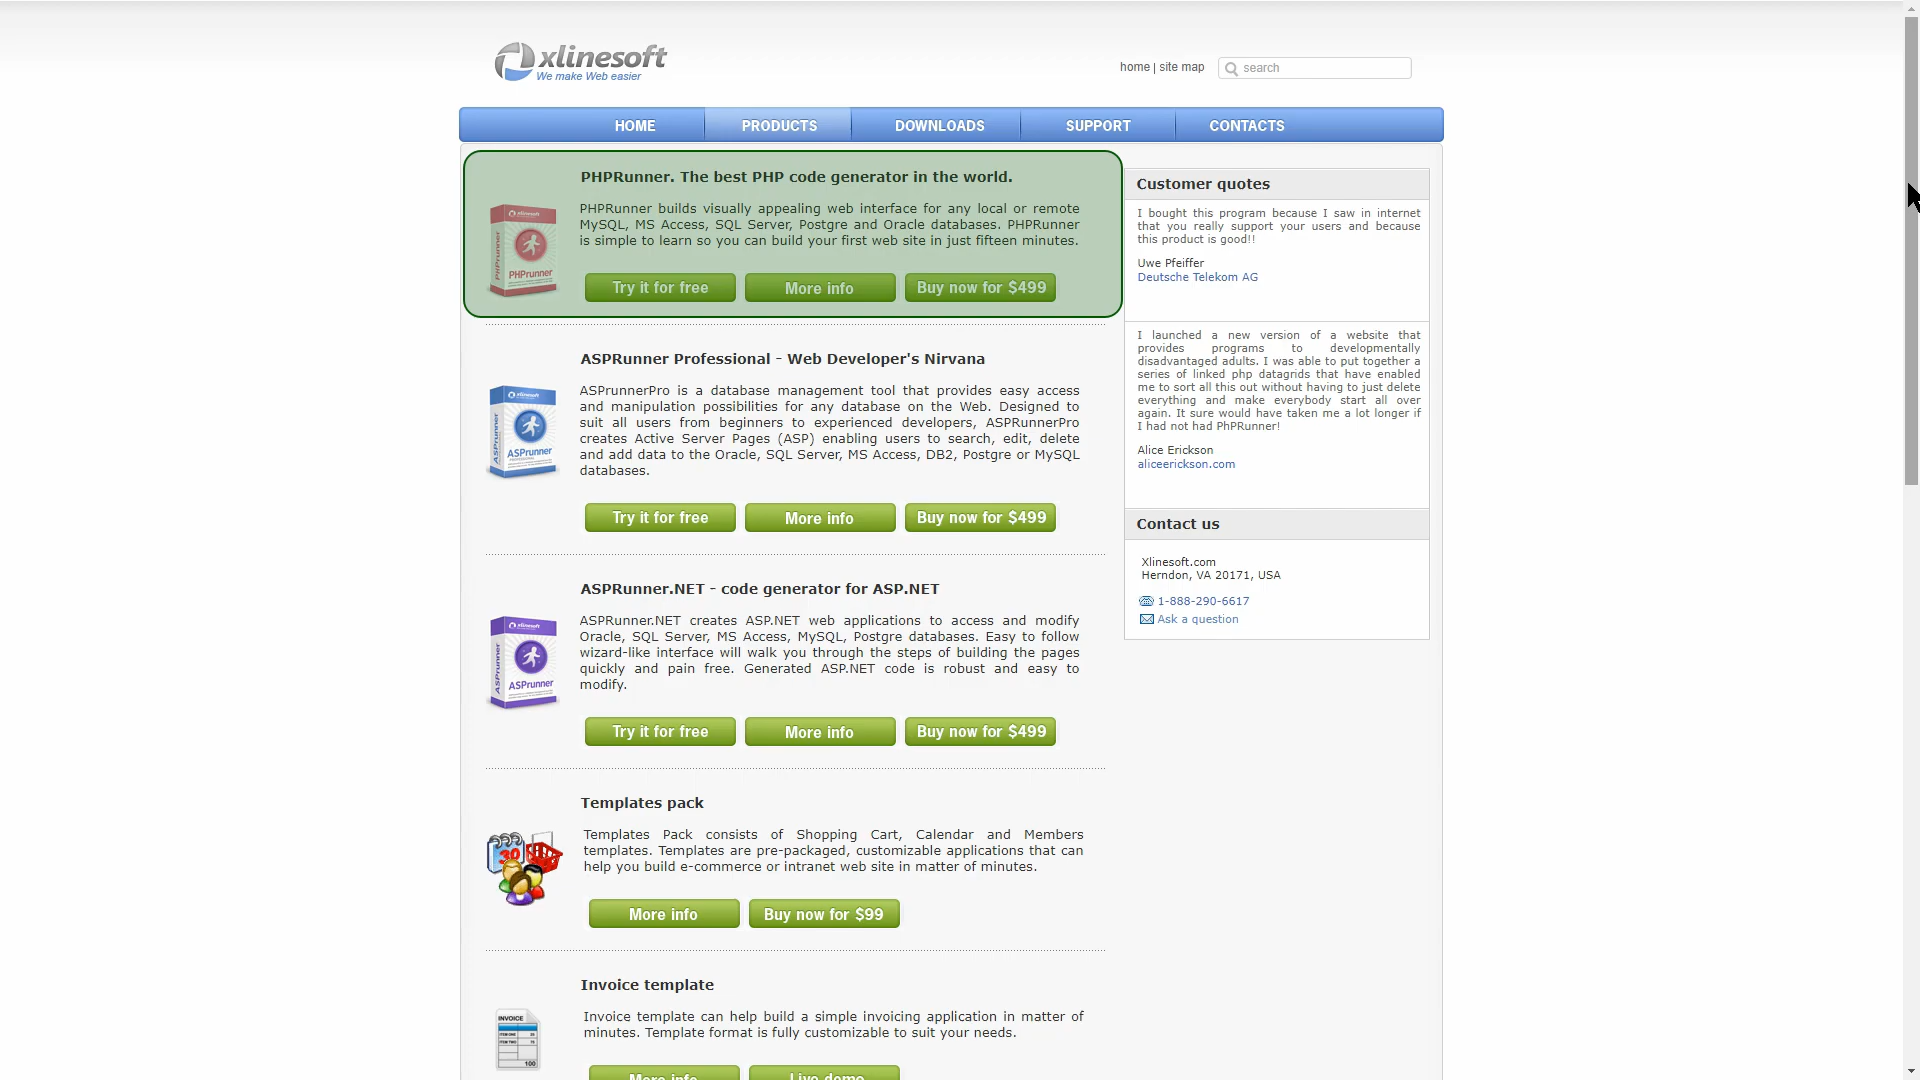 xlinesoft
We make Web easier
home | site map
search
HOME
PRODUCTS
DOWNLOADS
SUPPORT
CONTACTS
PHPRunner. The best PHP code generator in the world.
PHPRunner builds visually appealing web interface for any local or remote
MySQL, MS Access, SQL Server, Postgre and Oracle databases. PHPRunner
is simple to learn so you can build your first web site in just fifteen minutes.
xlinesoft
PHPrunner
PHPrunner
Try it for free
More info
Buy now for $499
ASPRunner Professional - Web Developer's Nirvana
ASPrunnerPro is a database management tool that provides easy access
and manipulation possibilities for any database on the Web. Designed to
suit all users from beginners to experienced developers, ASPRunnerPro
creates Active Server Pages (ASP) enabling users to search, edit, delete
and add data to the Oracle, SQL Server, MS Access, DB2, Postgre or MySQL
databases.
xlinesoft
ASPrunner
ASPrunner
Try it for free
More info
Buy now for $499
ASPRunner.NET - code generator for ASP.NET
ASPRunner.NET creates ASP.NET web applications to access and modify
Oracle, SQL Server, MS Access, MySQL, Postgre databases. Easy to follow
wizard-like interface will walk you through the steps of building the pages
quickly and pain free. Generated ASP.NET code is robust and easy to
modify.
xlinesoft
ASPrunner
ASPrunner
Try it for free
More info
Buy now for $499
Templates pack
Templates Pack consists of Shopping Cart, Calendar and Members
templates. Templates are pre-packaged, customizable applications that can
help you build e-commerce or intranet web site in matter of minutes.
30
More info
Buy now for $99
Invoice template
Invoice template can help build a simple invoicing application in matter of
minutes. Template format is fully customizable to suit your needs.
INVOICE
100
More info
Live demo
Customer quotes
I bought this program because I saw in internet
that you really support your users and because
this product is good!!
Uwe Pfeiffer
Deutsche Telekom AG
I launched a new version of a website that
provides programs to developmentally
disadvantaged adults. I was able to put together a
series of linked php datagrids that have enabled
me to sort all this out without having to just delete
everything and make everybody start all over
again. It sure would have taken me a lot longer if
I had not had PhPRunner!
Alice Erickson
aliceerickson.com
Contact us
Xlinesoft.com
Herndon, VA 20171, USA
1-888-290-6617
Ask a question